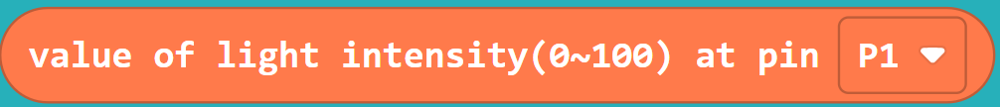 value of light intensity(0~100) at pin P1